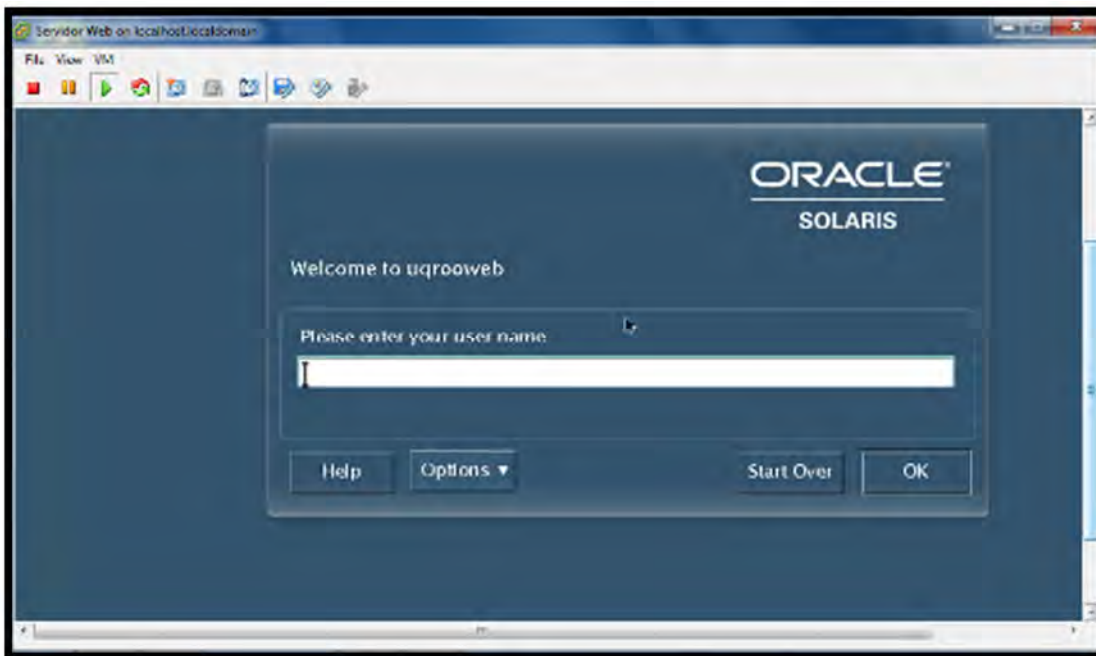 Servidor Web on localhost.localdomain
File View VM
ORACLE
SOLARIS
Welcome to uqrooweb
Please enter your user name
Help Options Start Over OK